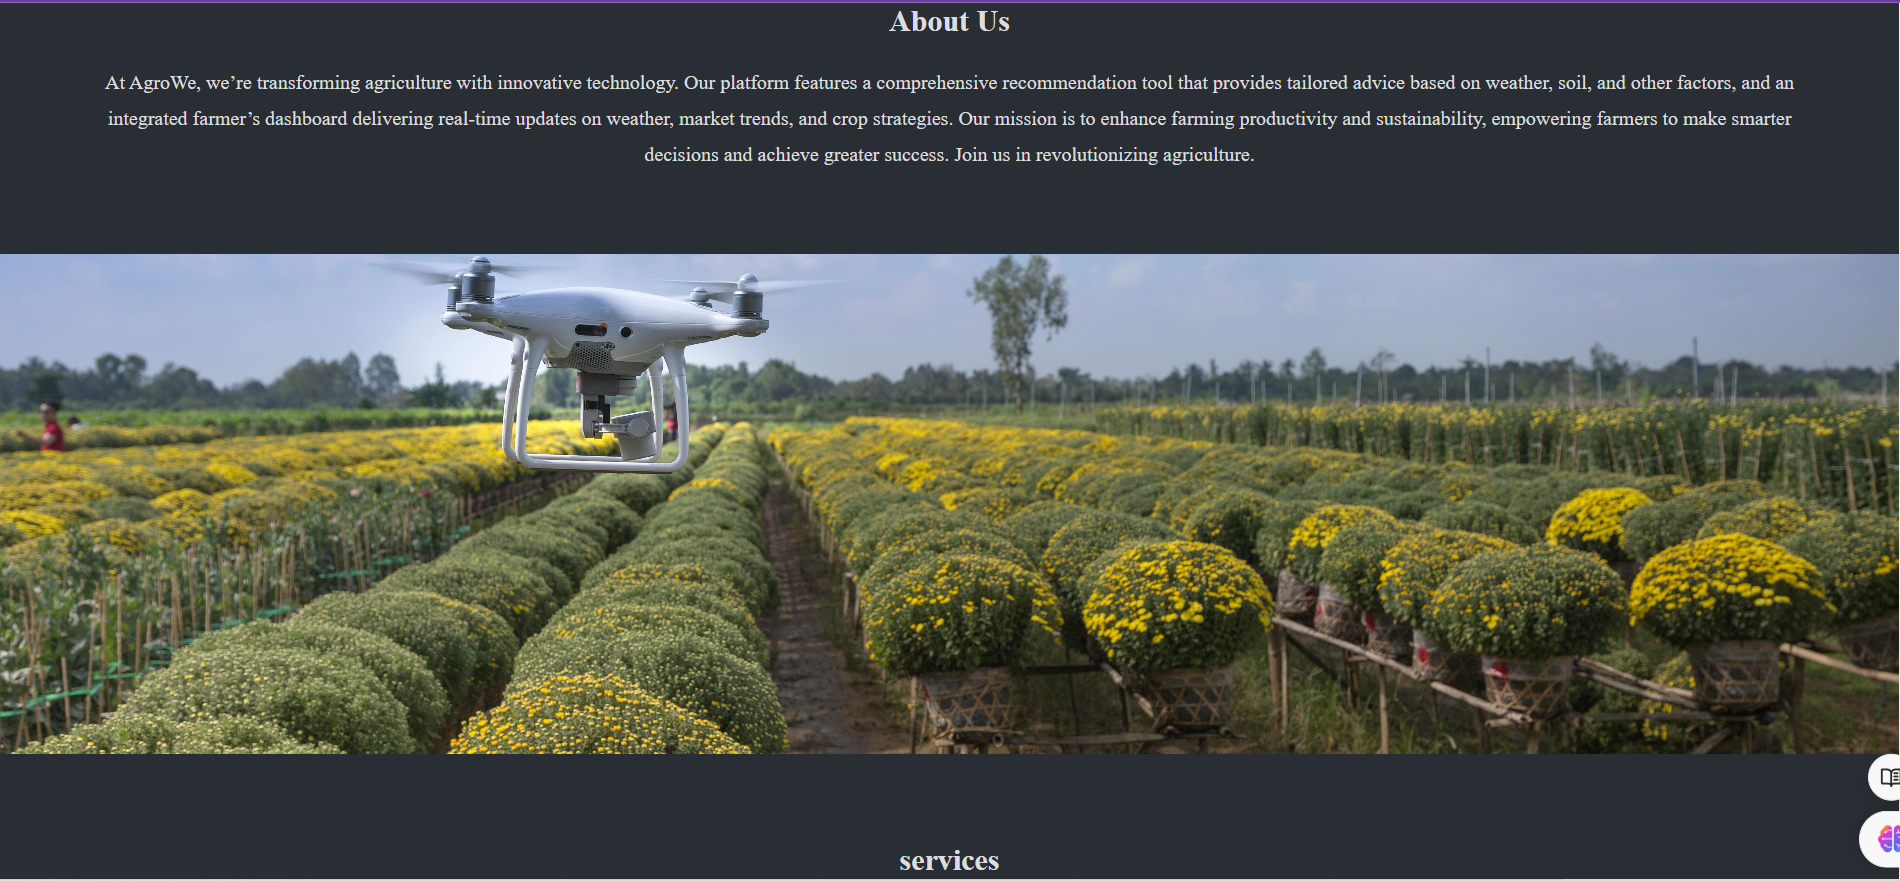 About Us
At AgroWe, we’re transforming agriculture with innovative technology. Our platform features a comprehensive recommendation tool that provides tailored advice based on weather, soil, and other factors, and an
integrated farmer’s dashboard delivering real-time updates on weather, market trends, and crop strategies. Our mission is to enhance farming productivity and sustainability, empowering farmers to make smarter
decisions and achieve greater success. Join us in revolutionizing agriculture.
services